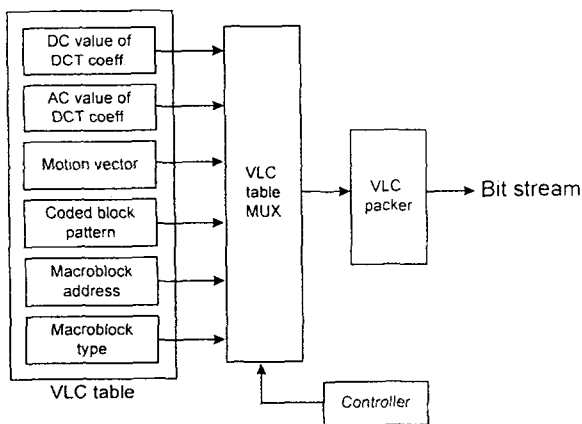 DC value of
DCT coeff
AC value of
DCT coeff
Motion vector
Coded block
pattern
Macroblock
address
Macroblock
type
VLC table
VLC
table
MUX
VLC
packer
Bit stream
Controller